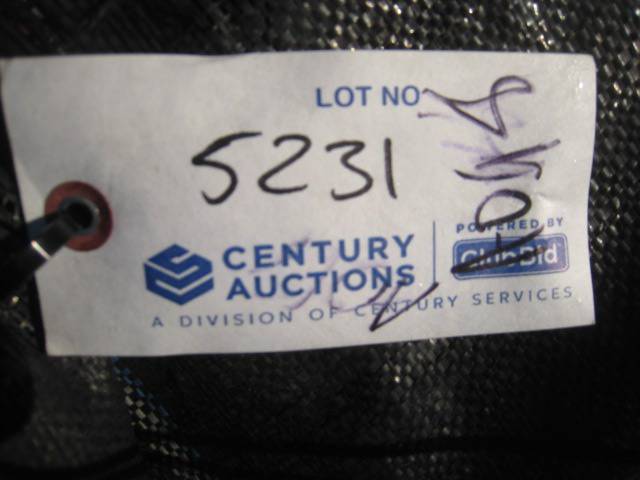 LOT NO
5231
CENTURY AUCTIONS
POWERED BY
ClubBid
A DIVISION OF CENTURY SERVICES